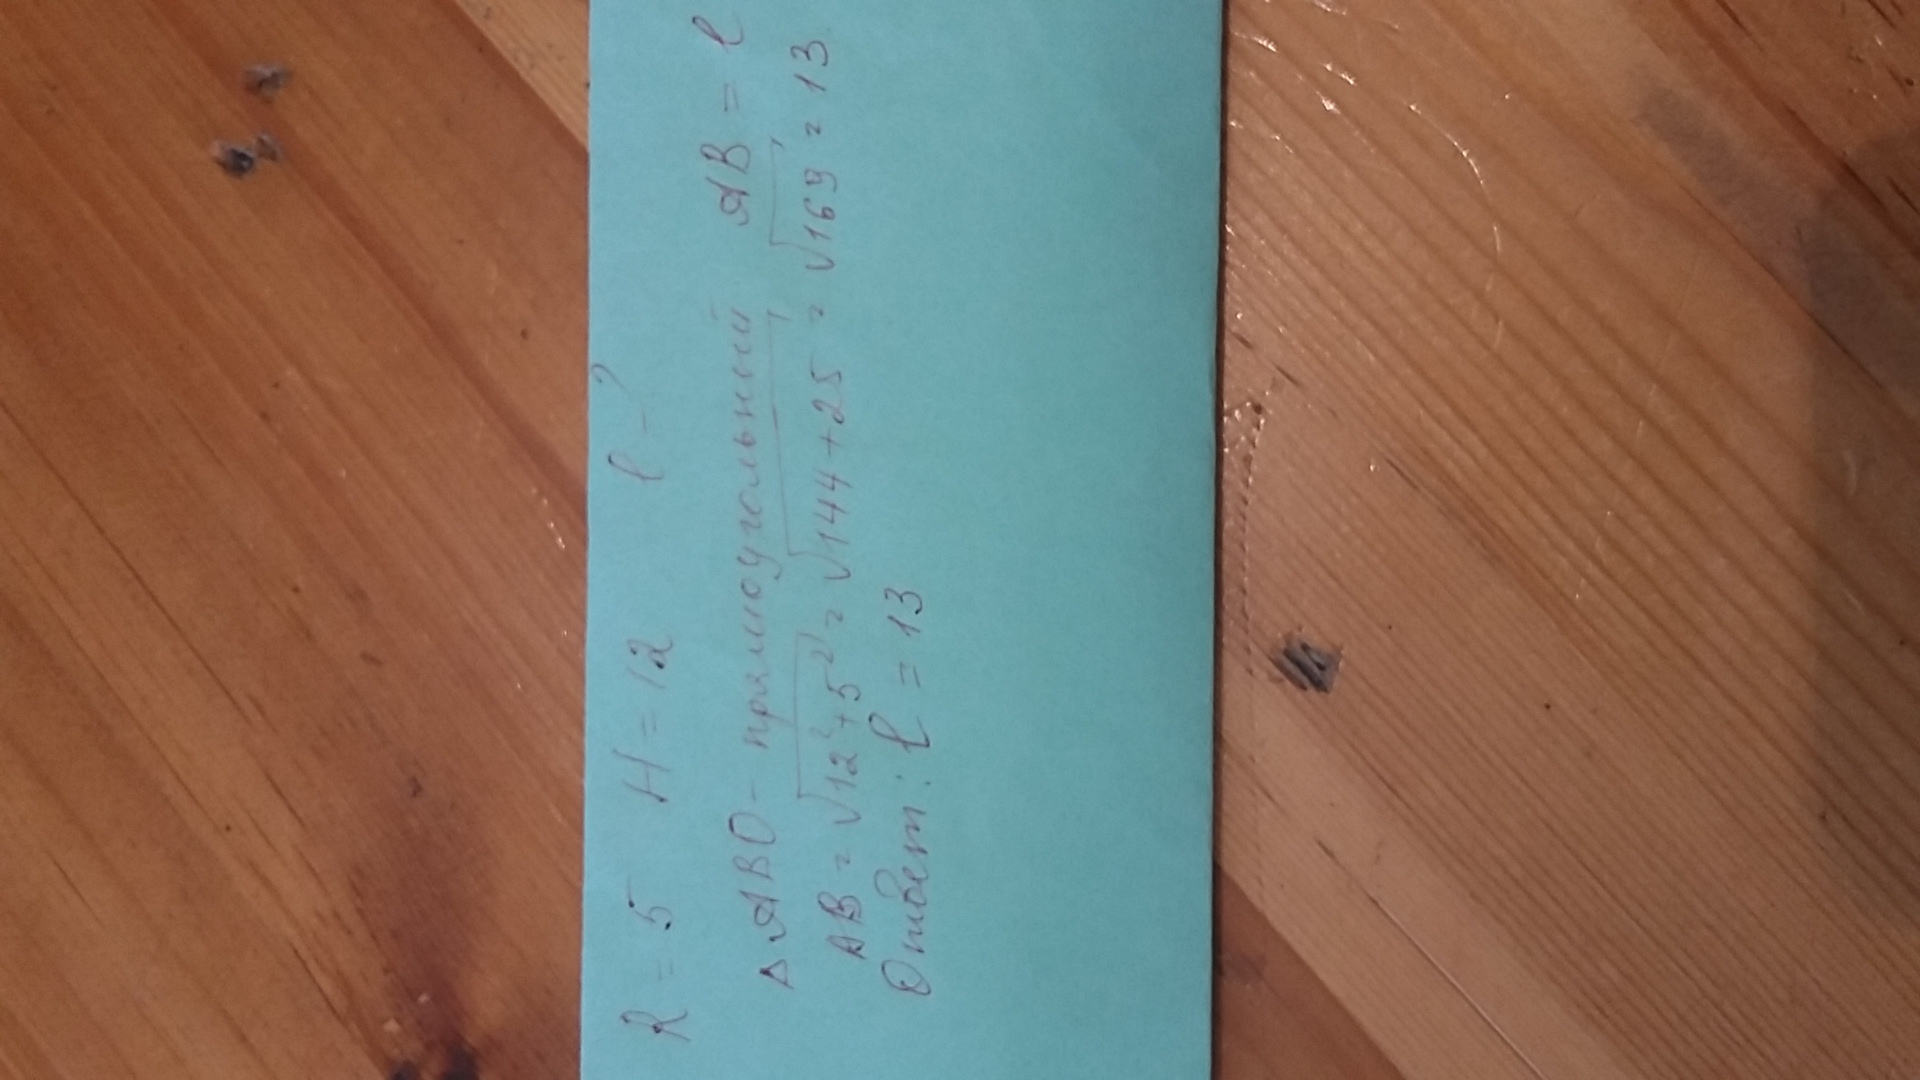 R = 5 H = 12 l - ?
△ABO - прямоугольный AB = l
AB = √12²+5² = √144+25 = √169 = 13
Ответ: l = 13